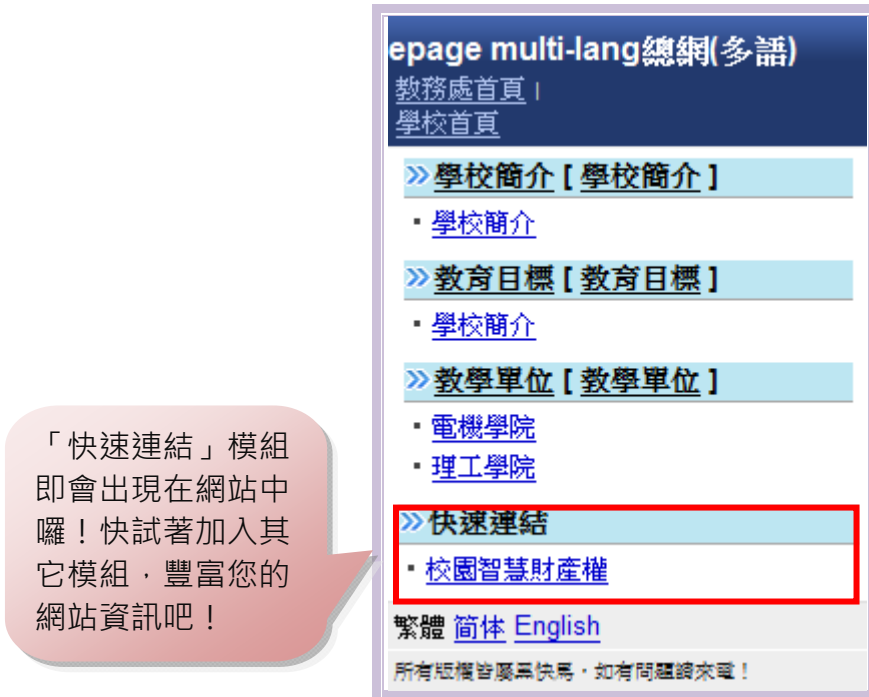 epage multi-lang總網(多語)
教務處首頁 |
學校首頁
學校簡介 [ 學校簡介 ]
學校簡介
教育目標 [ 教育目標 ]
學校簡介
教學單位 [ 教學單位 ]
電機學院
理工學院
快速連結
校園智慧財產權
繁體 简体 English
所有版權皆屬異快馬，如有問題請來電！
「快速連結」模組
即會出現在網站中
囉！快試著加入其
它模組，豐富您的
網站資訊吧！